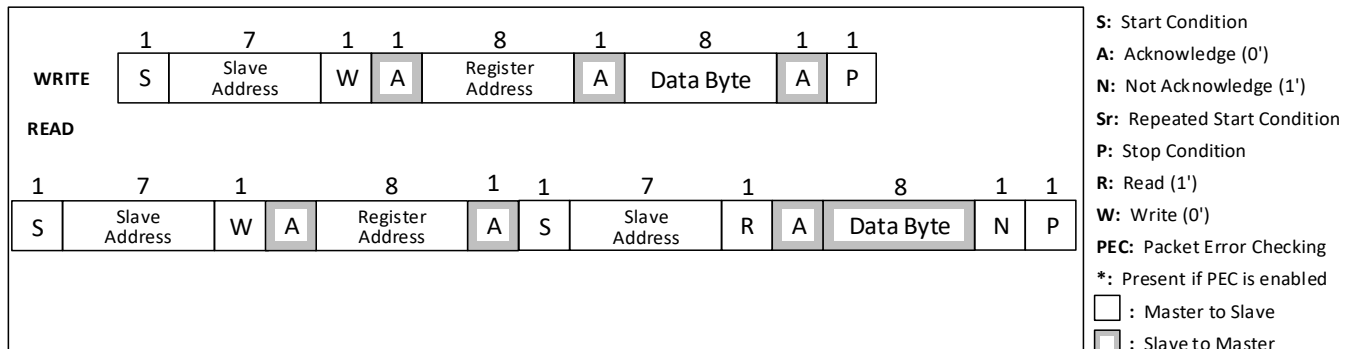 1 7 1 1 8 1 8 1 1
WRITE S Slave Address W A Register Address A Data Byte A P
READ
1 7 1 8 1 1 7 1 8 1 1
S Slave Address W A Register Address A S Slave Address R A Data Byte N P
S: Start Condition
A: Acknowledge (0')
N: Not Acknowledge (1')
Sr: Repeated Start Condition
P: Stop Condition
R: Read (1')
W: Write (0')
PEC: Packet Error Checking
*: Present if PEC is enabled
: Master to Slave
: Slave to Master